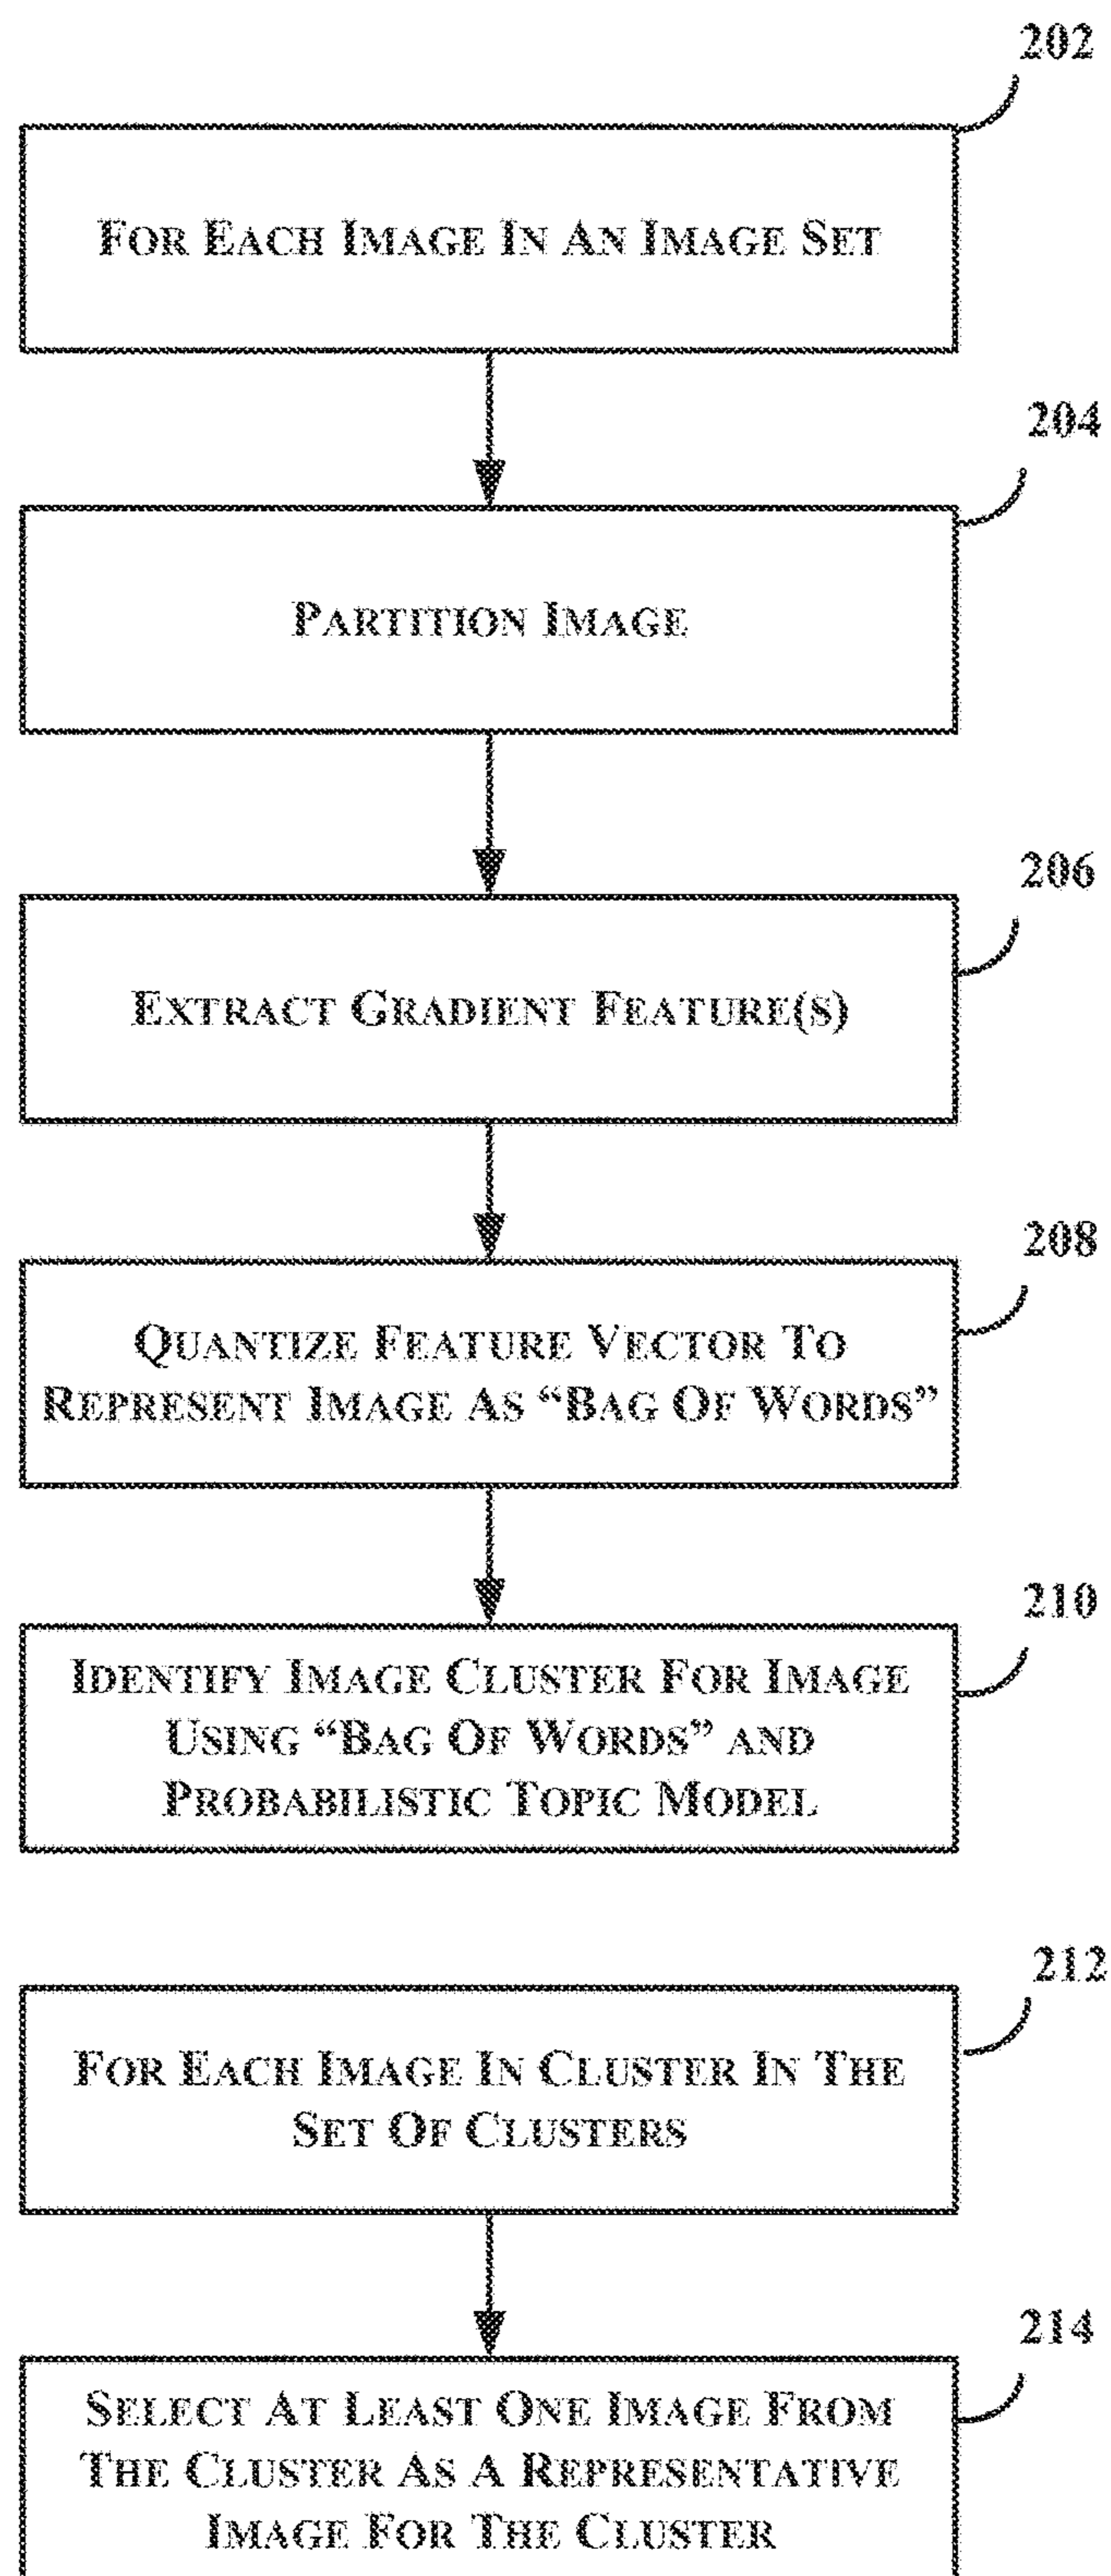 202
FOR EACH IMAGE IN AN IMAGE SET
204
PARTITION IMAGE
206
EXTRACT GRADIENT FEATURE(S)
208
QUANTIZE FEATURE VECTOR TO
REPRESENT IMAGE AS “BAG OF WORDS”
210
IDENTIFY IMAGE CLUSTER FOR IMAGE
USING “BAG OF WORDS” AND
PROBABILISTIC TOPIC MODEL
212
FOR EACH IMAGE IN CLUSTER IN THE
SET OF CLUSTERS
214
SELECT AT LEAST ONE IMAGE FROM
THE CLUSTER AS A REPRESENTATIVE
IMAGE FOR THE CLUSTER